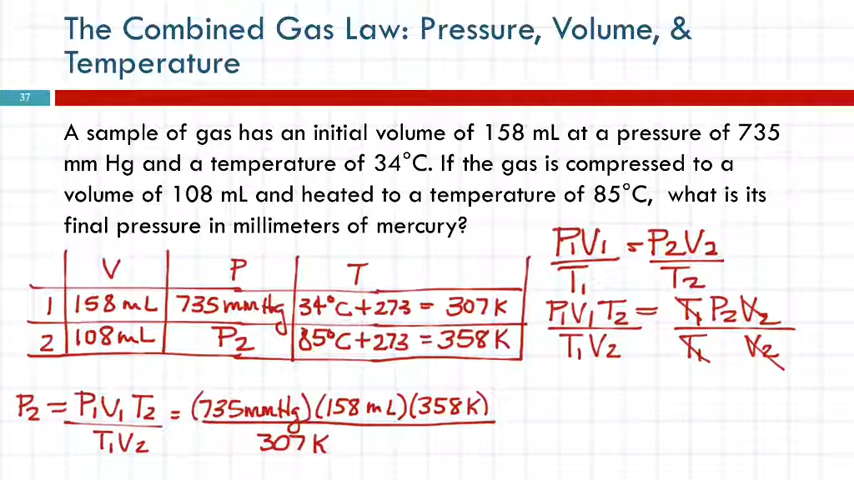 The Combined Gas Law: Pressure, Volume, &
Temperature
37
A sample of gas has an initial volume of 158 mL at a pressure of 735
mm Hg and a temperature of 34°C. If the gas is compressed to a
volume of 108 mL and heated to a temperature of 85°C, what is its
final pressure in millimeters of mercury?
P₁V₁ = P₂V₂
T₁ T₂
V P T
1 158 mL 735 mmHg 34°C + 273 = 307 K
2 108 mL P₂ 85°C + 273 = 358 K
P₁V₁T₂ = T₁ P₂ V₂
T₁V₂ T₁ V₂
P₂ = P₁V₁T₂ = (735 mmHg)(158 mL)(358 K)
T₁V₂ 307 K